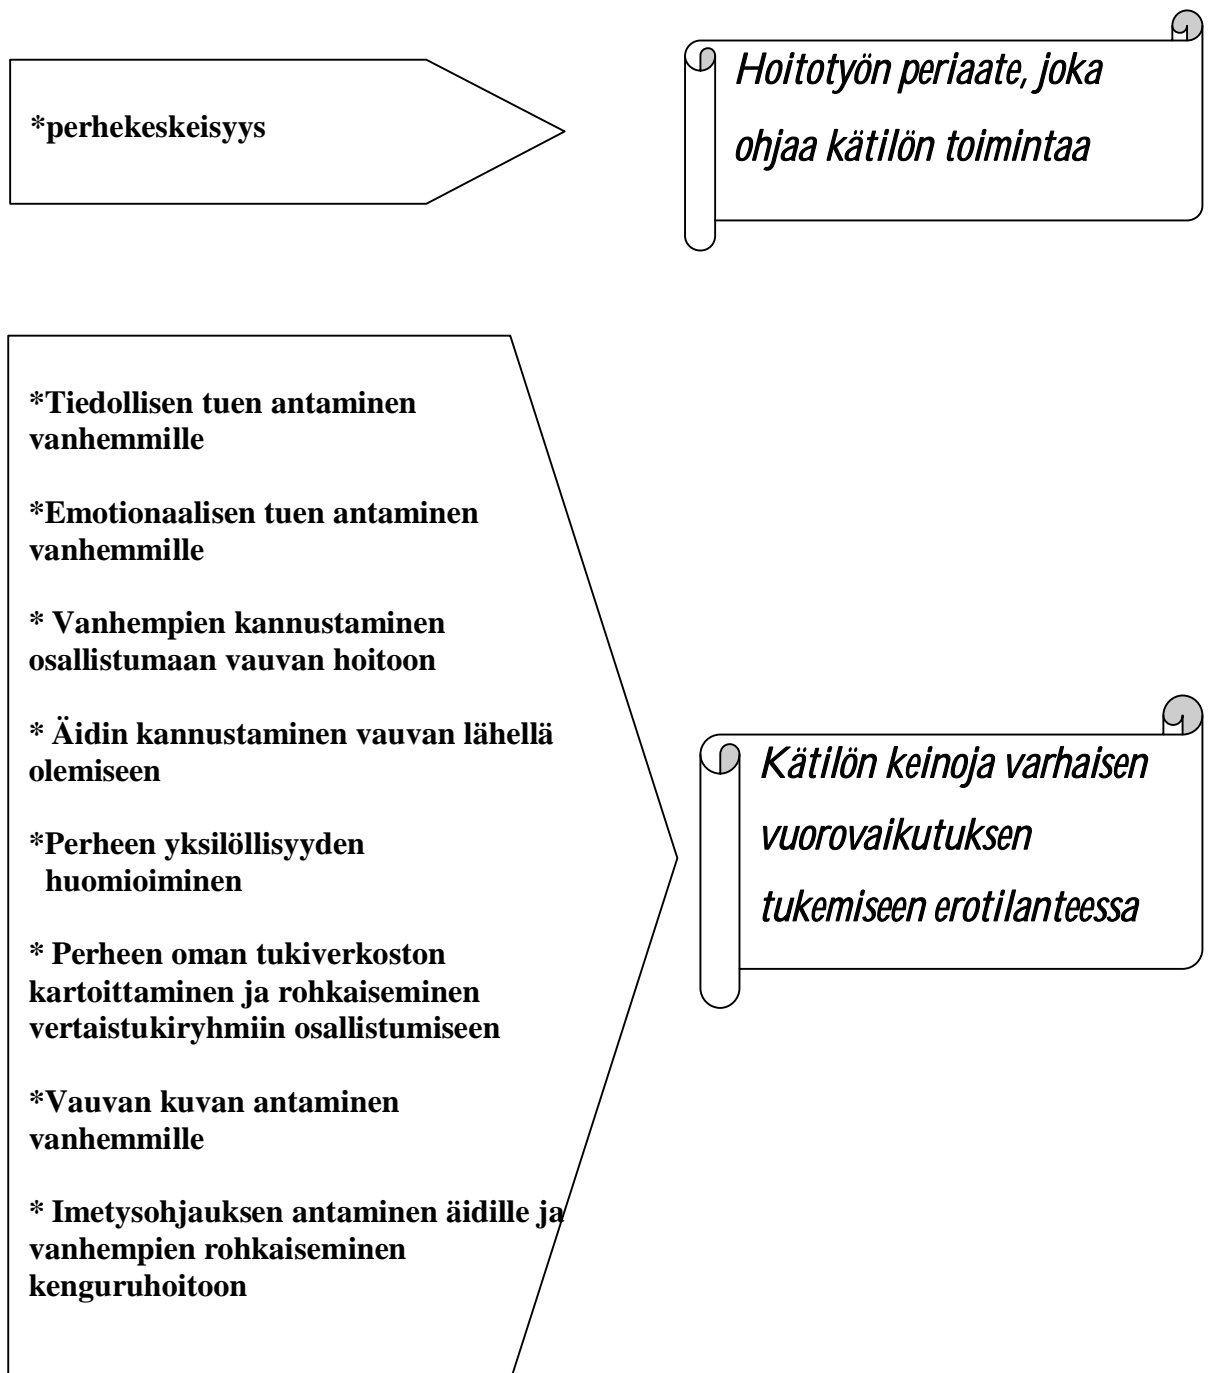 *perhekeskeisyys
Hoitotyön periaate, joka
ohjaa kätilön toimintaa
*Tiedollisen tuen antaminen
vanhemmille
*Emotionaalisen tuen antaminen
vanhemmille
* Vanhempien kannustaminen
osallistumaan vauvan hoitoon
* Äidin kannustaminen vauvan lähellä
olemiseen
*Perheen yksilöllisyyden
huomioiminen
* Perheen oman tukiverkoston
kartoittaminen ja rohkaiseminen
vertaistukiryhmiin osallistumiseen
*Vauvan kuvan antaminen
vanhemmille
* Imetysohjauksen antaminen äidille ja
vanhempien rohkaiseminen
kenguruhoitoon
Kätilön keinoja varhaisen
vuorovaikutuksen
tukemiseen erotilanteessa